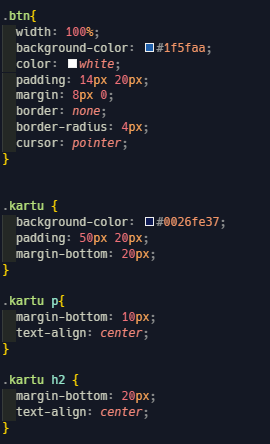 .btn{
width: 100%;
background-color: #1f5faa;
color: white;
padding: 14px 20px;
margin: 8px 0;
border: none;
border-radius: 4px;
cursor: pointer;
}
.kartu {
background-color: #0026fe37;
padding: 50px 20px;
margin-bottom: 20px;
}
.kartu p{
margin-bottom: 10px;
text-align: center;
}
.kartu h2 {
margin-bottom: 20px;
text-align: center;
}